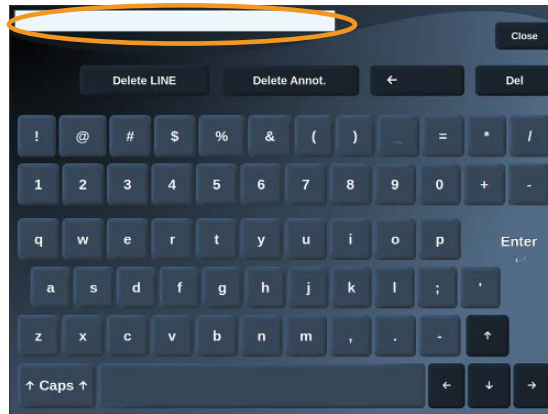 Close
Delete LINE Delete Annot. ← Del
! @ # $ % & ( ) _ = * /
1 2 3 4 5 6 7 8 9 0 + -
q w e r t y u i o p Enter ↵
a s d f g h j k l ; '
z x c v b n m , . - ↑
↑ Caps ↑ ← ↓ →